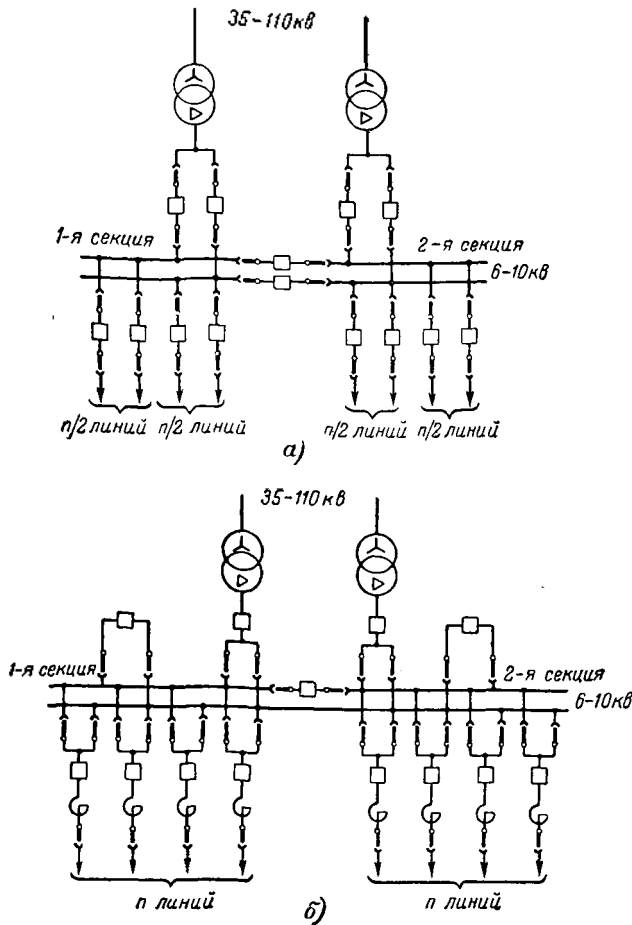 35-110кв
1-я секция
2-я секция
6-10кв
n/2 линий n/2 линий
n/2 линий n/2 линий
а)
35-110кв
1-я секция
2-я секция
6-10кв
n линий
n линий
б)